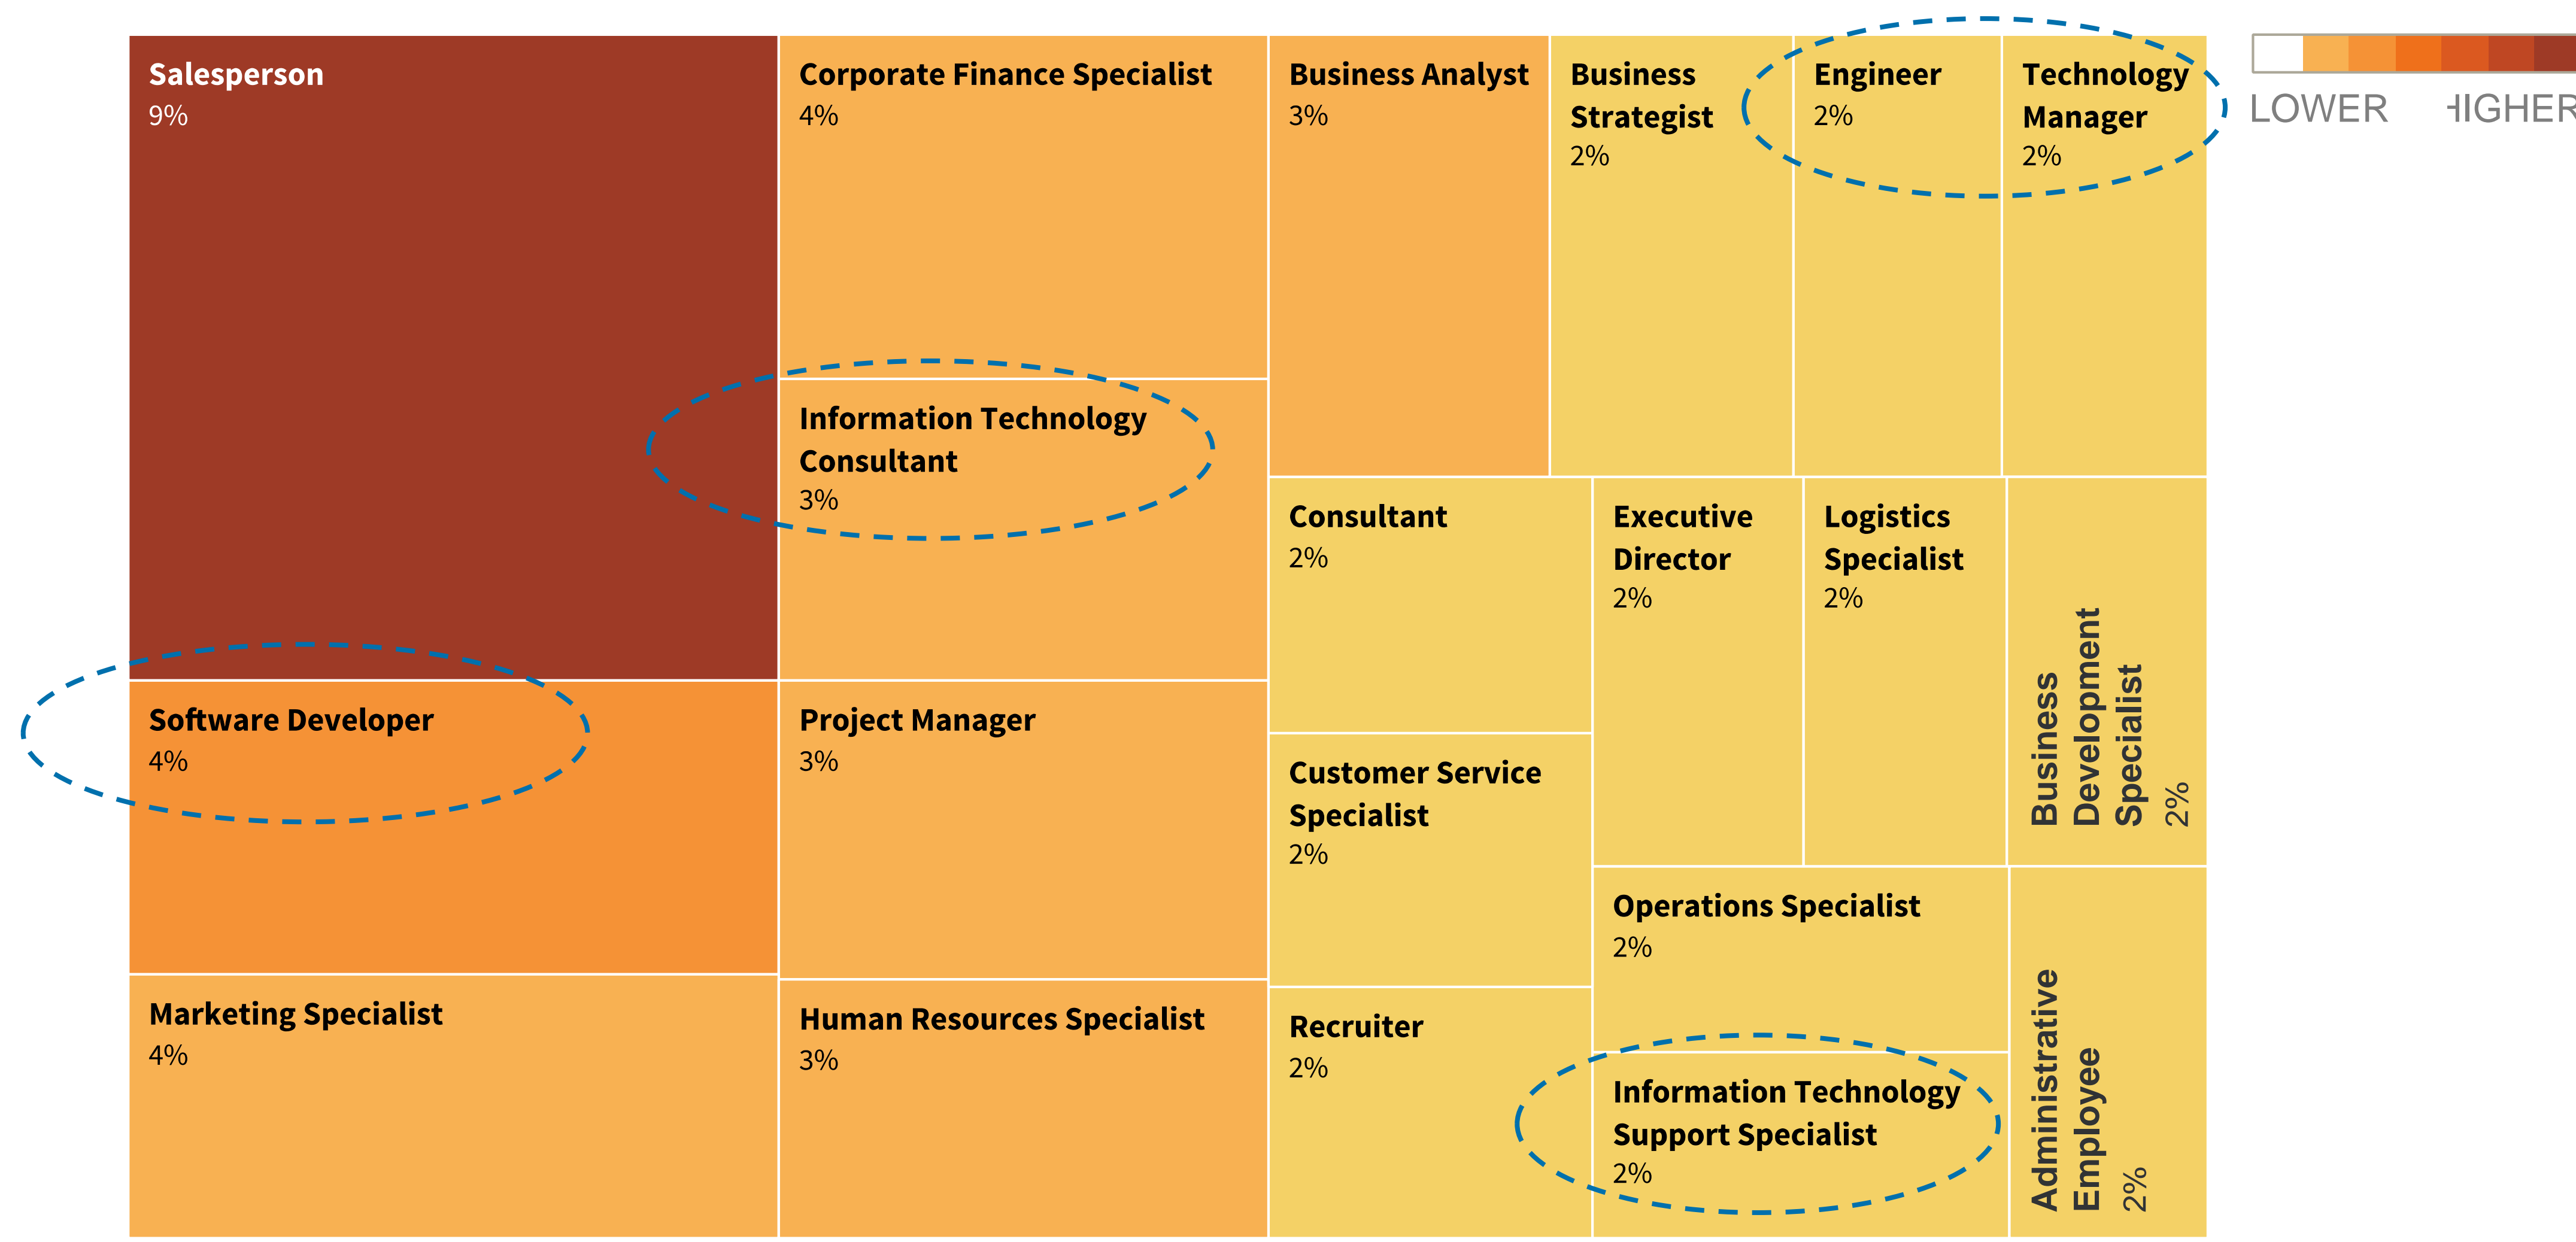 Salesperson
9%
Corporate Finance Specialist
4%
Business Analyst
3%
Business
Strategist
2%
Engineer
2%
Technology
Manager
2%
LOWER
HIGHER
Information Technology
Consultant
3%
Consultant
2%
Executive
Director
2%
Logistics
Specialist
2%
Business
Development
Specialist
2%
Software Developer
4%
Project Manager
3%
Customer Service
Specialist
2%
Operations Specialist
2%
Marketing Specialist
4%
Human Resources Specialist
3%
Recruiter
2%
Information Technology
Support Specialist
2%
Administrative
Employee
2%